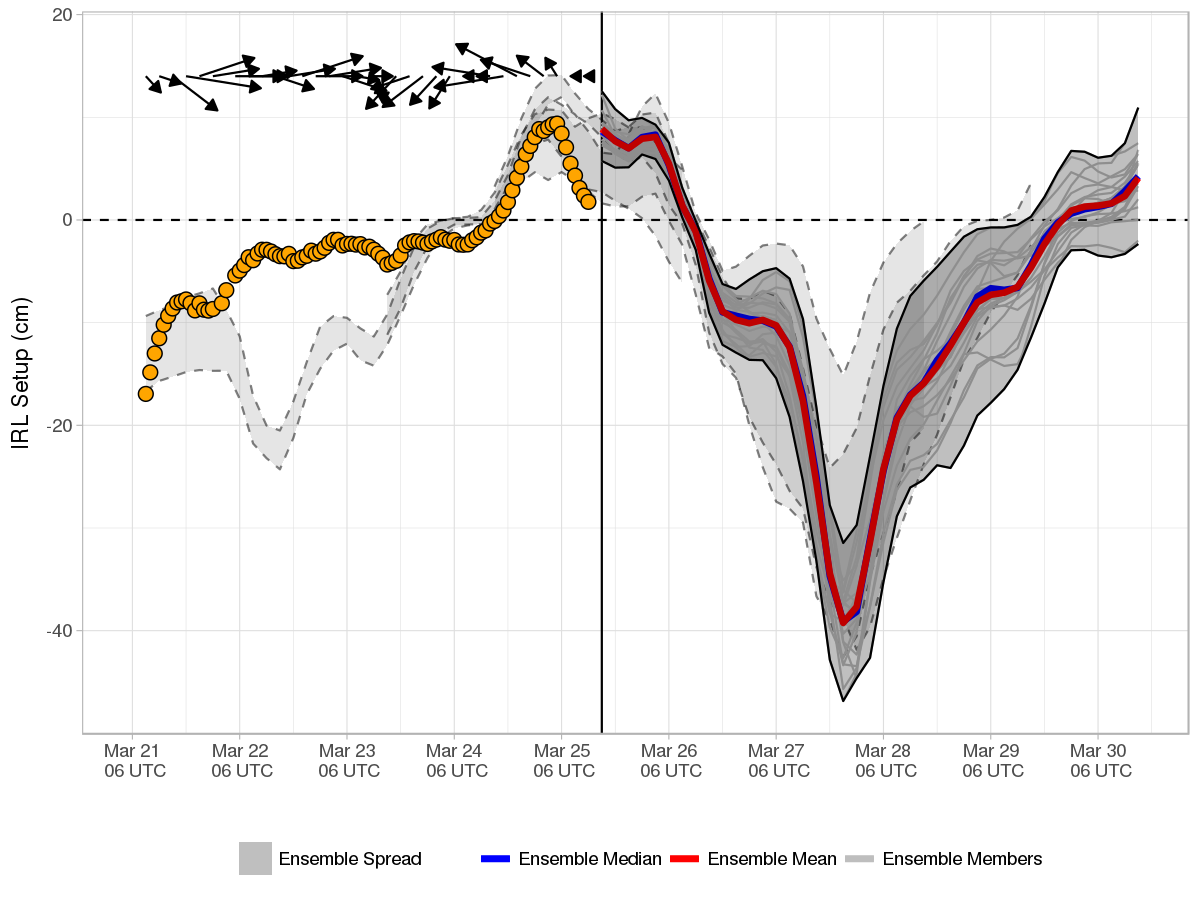 IRL Setup (cm)
20
0
-20
-40
Mar 21 Mar 22 Mar 23 Mar 24 Mar 25 Mar 26 Mar 27 Mar 28 Mar 29 Mar 30
06 UTC 06 UTC 06 UTC 06 UTC 06 UTC 06 UTC 06 UTC 06 UTC 06 UTC 06 UTC
Ensemble Spread Ensemble Median Ensemble Mean Ensemble Members